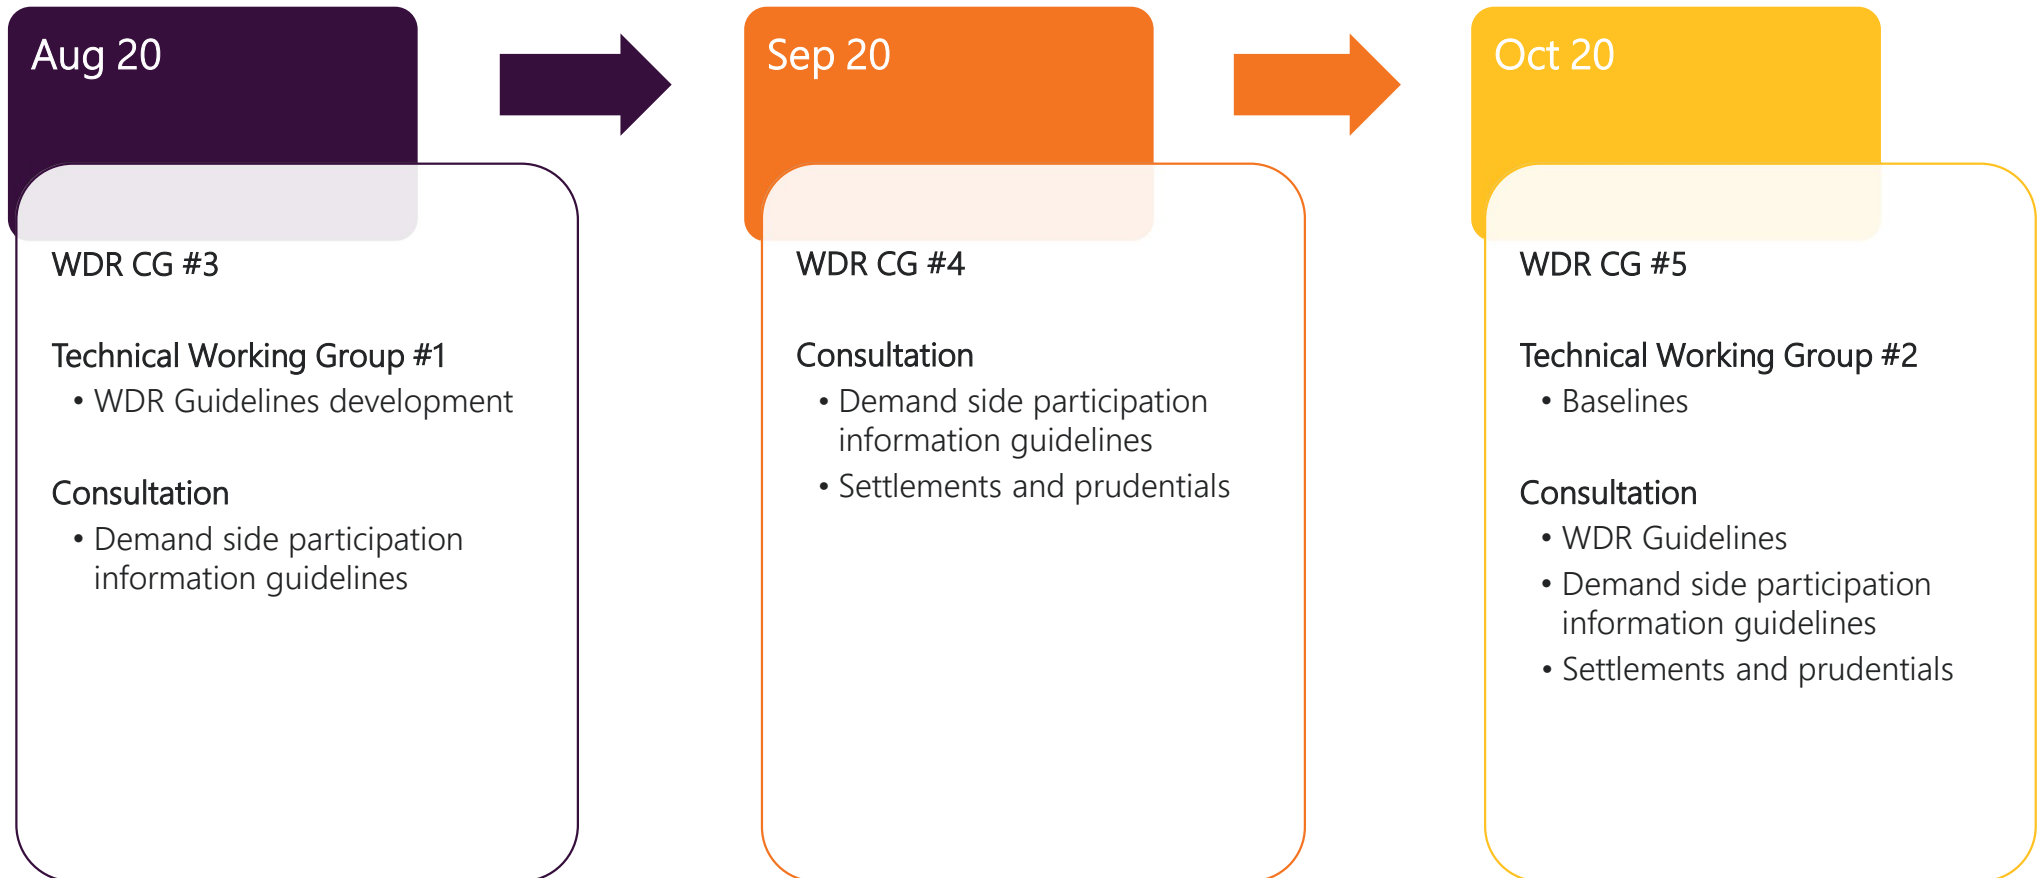 Aug 20
WDR CG #3
Technical Working Group #1
• WDR Guidelines development
Consultation
• Demand side participation
information guidelines
Sep 20
WDR CG #4
Consultation
• Demand side participation
information guidelines
• Settlements and prudentials
Oct 20
WDR CG #5
Technical Working Group #2
• Baselines
Consultation
• WDR Guidelines
• Demand side participation
information guidelines
• Settlements and prudentials